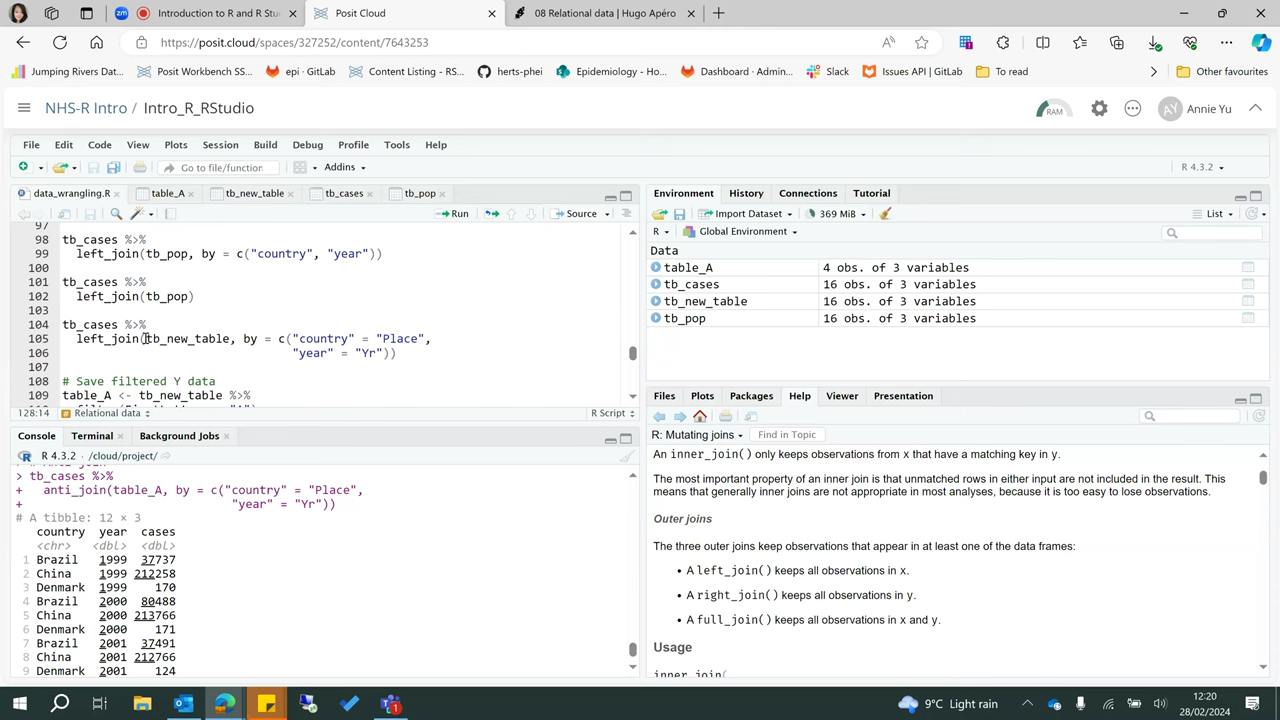 Introduction to R and R Stu
Posit Cloud
08 Relational data | Hugo Apéro
https://posit.cloud/spaces/327252/content/7643253
Jumping Rivers Dat...
Posit Workbench SS...
epi · GitLab
Content Listing - RS...
herts-phei
Epidemiology - Ho...
Dashboard · Admin...
Slack
Issues API | GitLab
To read
Other favourites
NHS-R Intro / Intro_R_RStudio
RAM
AY
Annie Yu
File Edit Code View Plots Session Build Debug Profile Tools Help
Go to file/function
Addins
R 4.3.2
data_wrangling.R
table_A
tb_new_table
tb_cases
tb_pop
Run
Source
97
98 tb_cases %>%
99 left_join(tb_pop, by = c("country", "year"))
100
101 tb_cases %>%
102 left_join(tb_pop)
103
104 tb_cases %>%
105 left_join(tb_new_table, by = c("country" = "Place",
106 "year" = "Yr"))
107
108 # Save filtered Y data
109 table_A <- tb_new_table %>%
128:14
Relational data
R Script
Console
Terminal
Background Jobs
R 4.3.2 · /cloud/project/
> tb_cases %>%
+ anti_join(table_A, by = c("country" = "Place",
+ "year" = "Yr"))
# A tibble: 12 × 3
country year cases
<chr> <dbl> <dbl>
1 Brazil 1999 37737
2 China 1999 212258
3 Denmark 1999 170
4 Brazil 2000 80488
5 China 2000 213766
6 Denmark 2000 171
7 Brazil 2001 37491
8 China 2001 212766
9 Denmark 2001 124
Environment
History
Connections
Tutorial
Import Dataset
369 MiB
List
R
Global Environment
Data
table_A 4 obs. of 3 variables
tb_cases 16 obs. of 3 variables
tb_new_table 16 obs. of 3 variables
tb_pop 16 obs. of 3 variables
Files
Plots
Packages
Help
Viewer
Presentation
R: Mutating joins
Find in Topic
An inner_join() only keeps observations from x that have a matching key in y.
The most important property of an inner join is that unmatched rows in either input are not included in the result. This
means that generally inner joins are not appropriate in most analyses, because it is too easy to lose observations.
Outer joins
The three outer joins keep observations that appear in at least one of the data frames:
• A left_join() keeps all observations in x.
• A right_join() keeps all observations in y.
• A full_join() keeps all observations in x and y.
Usage
inner_join(
9°C Light rain
12:20
28/02/2024
1